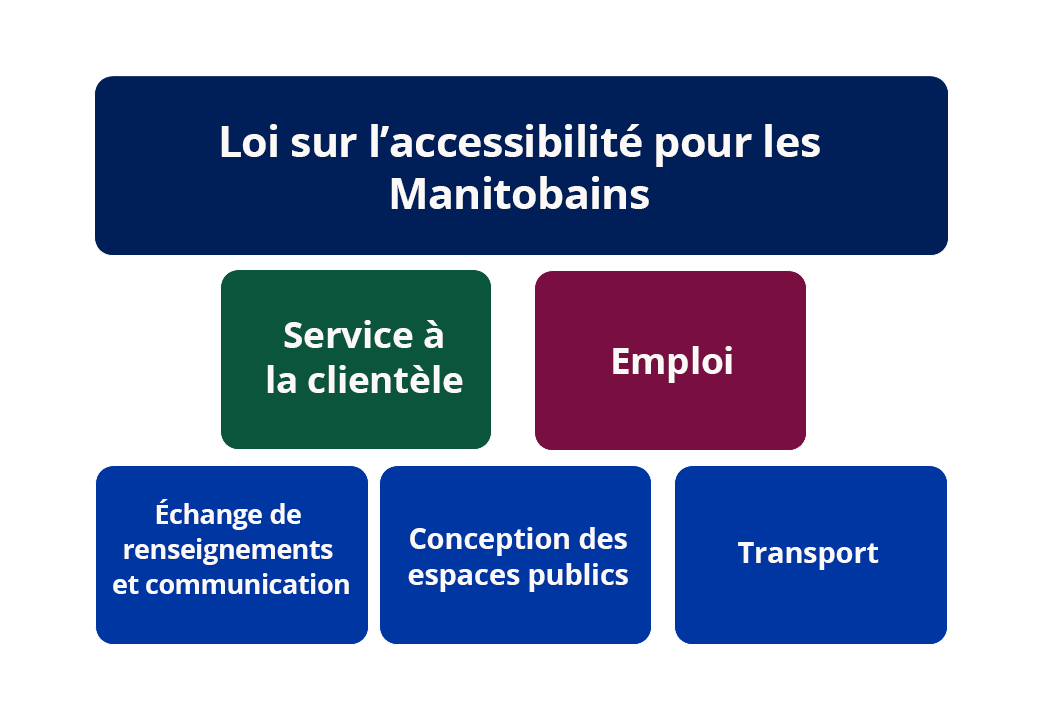 Loi sur l’accessibilité pour les
Manitobains
Service à
la clientèle
Emploi
Échange de
renseignements
et communication
Conception des
espaces publics
Transport